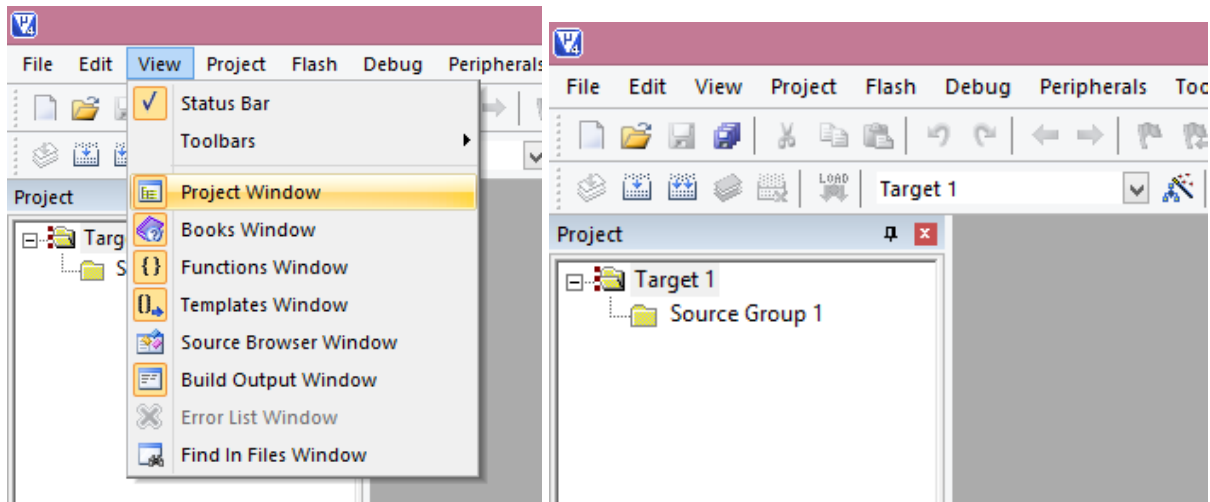 File Edit View Project Flash Debug Peripherals
Status Bar
Toolbars
Project
Project Window
Targ
Books Window
S
Functions Window
Templates Window
Source Browser Window
Build Output Window
Error List Window
Find In Files Window
File Edit View Project Flash Debug Peripherals Too
LOAD
Target 1
Project
Target 1
Source Group 1